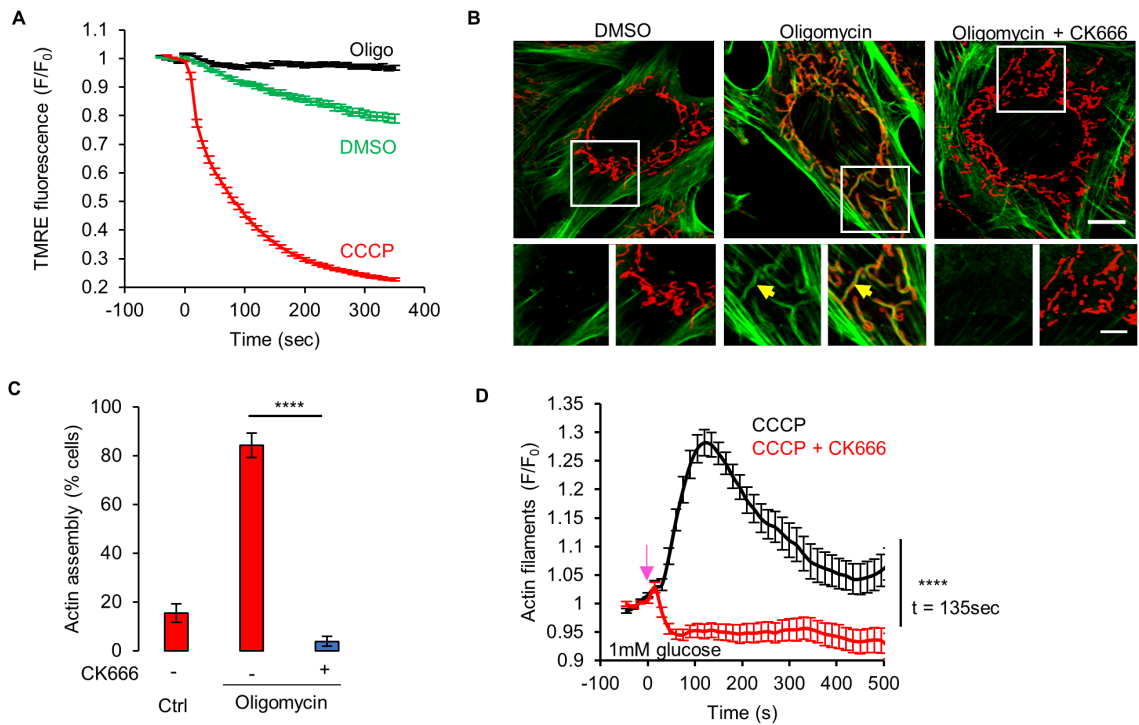 A
1.1
1
0.9
0.8
0.7
0.6
0.5
0.4
0.3
0.2
TMRE fluorescence (F/F0)
Oligo
DMSO
CCCP
-100
0
100
200
300
400
Time (sec)
B
DMSO
Oligomycin
Oligomycin + CK666
C
100
80
60
40
20
0
Actin assembly (% cells)
****
CK666
-
-
+
Ctrl
Oligomycin
D
1.35
1.3
1.25
1.2
1.15
1.1
1.05
1
0.95
0.9
Actin filaments (F/F0)
CCCP
CCCP + CK666
****
t = 135sec
1mM glucose
-100
0
100
200
300
400
500
Time (s)